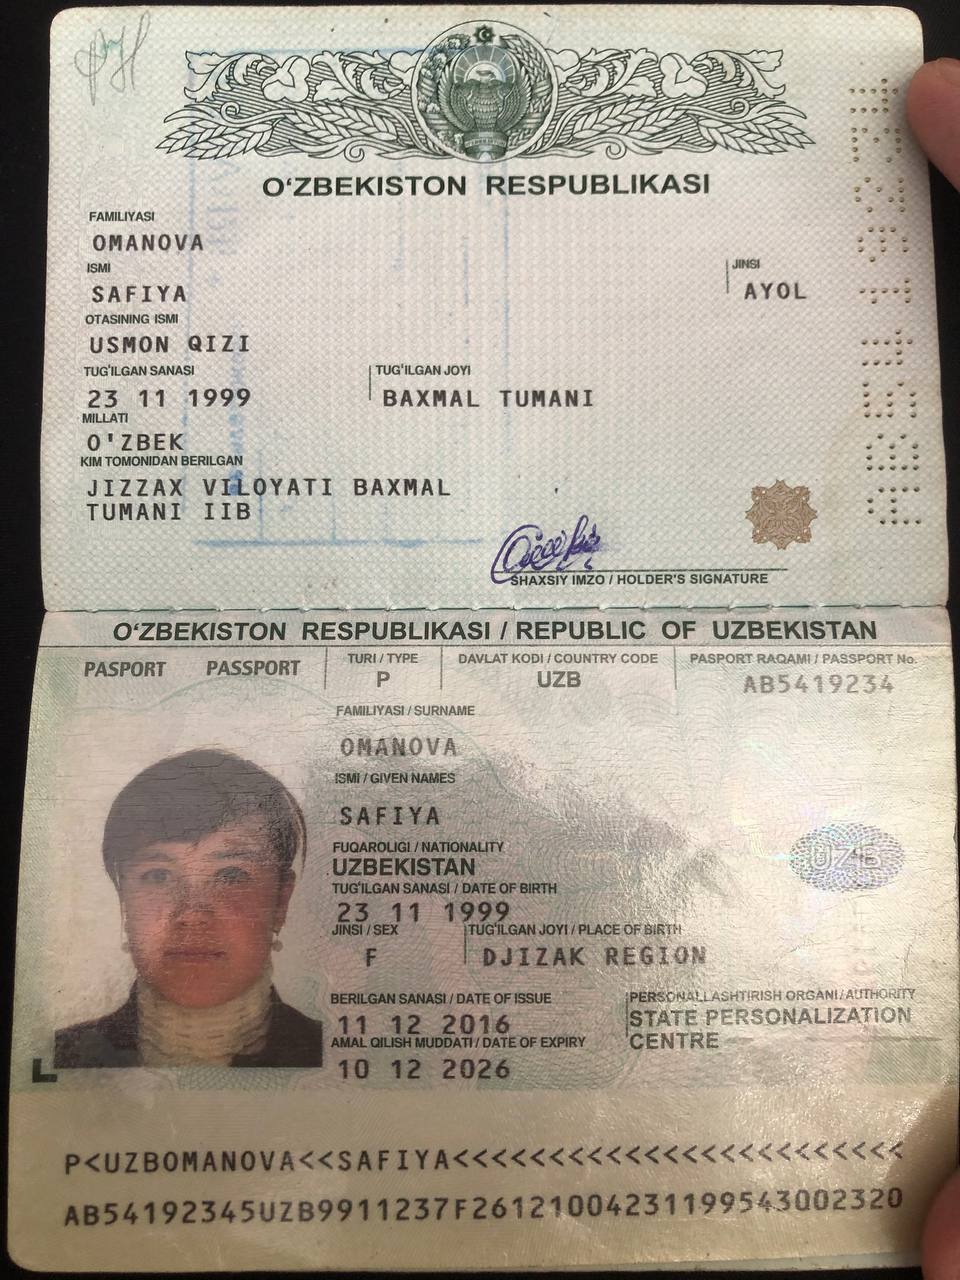 O‘ZBEKISTON RESPUBLIKASI
FAMILIYASI
OMANOVA
ISMI
SAFIYA
JINSI
AYOL
OTASINING ISMI
USMON QIZI
TUG‘ILGAN SANASI
23 11 1999
TUG‘ILGAN JOYI
BAXMAL TUMANI
MILLATI
O'ZBEK
KIM TOMONIDAN BERILGAN
JIZZAX VILOYATI BAXMAL
TUMANI IIB
SHAXSIY IMZO / HOLDER'S SIGNATURE
AB5419234
O‘ZBEKISTON RESPUBLIKASI / REPUBLIC OF UZBEKISTAN
PASPORT PASSPORT
TURI / TYPE
P
DAVLAT KODI / COUNTRY CODE
UZB
PASPORT RAQAMI / PASSPORT No.
AB5419234
FAMILIYASI / SURNAME
OMANOVA
ISMI / GIVEN NAMES
SAFIYA
FUQAROLIGI / NATIONALITY
UZBEKISTAN
UZB
TUG‘ILGAN SANASI / DATE OF BIRTH
23 11 1999
JINSI / SEX
F
TUG‘ILGAN JOYI / PLACE OF BIRTH
DJIZAK REGION
BERILGAN SANASI / DATE OF ISSUE
11 12 2016
PERSONALLASHTIRISH ORGANI / AUTHORITY
STATE PERSONALIZATION
CENTRE
AMAL QILISH MUDDATI / DATE OF EXPIRY
10 12 2026
P<UZBOMANOVA<<SAFIYA<<<<<<<<<<<<<<<<<<<<<<<<
AB54192345UZB9911237F26121004231199543002320